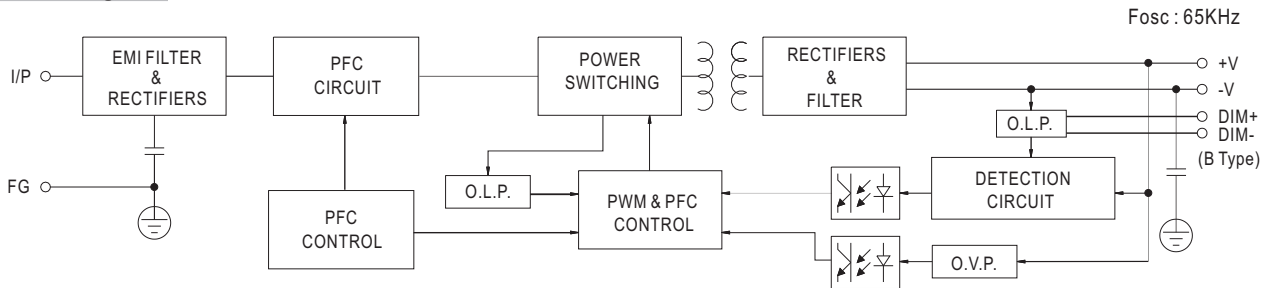 Fosc : 65KHz
I/P
EMI FILTER
&
RECTIFIERS
PFC
CIRCUIT
POWER
SWITCHING
RECTIFIERS
&
FILTER
+V
-V
O.L.P.
DIM+
DIM-
(B Type)
FG
O.L.P.
PFC
CONTROL
PWM & PFC
CONTROL
DETECTION
CIRCUIT
O.V.P.